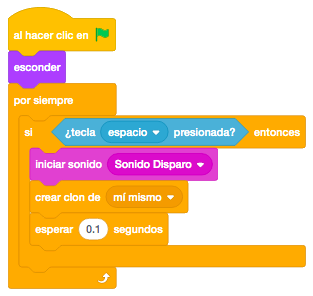 al hacer clic en
esconder
por siempre
si ¿tecla espacio presionada? entonces
iniciar sonido Sonido Disparo
crear clon de mí mismo
esperar 0.1 segundos